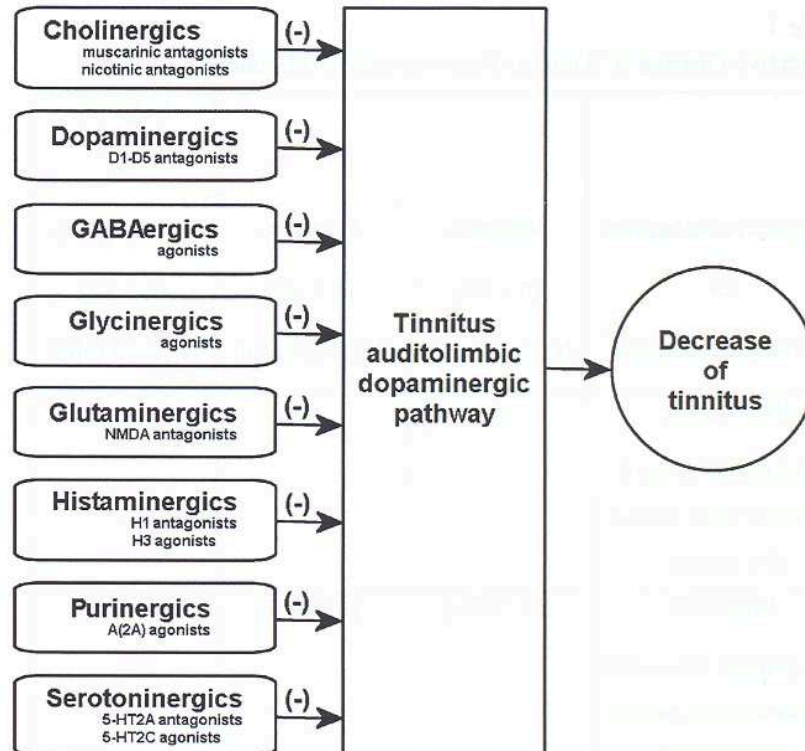 Cholinergics
muscarinic antagonists
nicotinic antagonists
(-)
Dopaminergics
D1-D5 antagonists
(-)
GABAergics
agonists
(-)
Glycinergics
agonists
(-)
Glutaminergics
NMDA antagonists
(-)
Histaminergics
H1 antagonists
H3 agonists
(-)
Purinergics
A(2A) agonists
(-)
Serotoninergics
5-HT2A antagonists
5-HT2C agonists
(-)
Tinnitus
auditolimbic
dopaminergic
pathway
Decrease
of
tinnitus